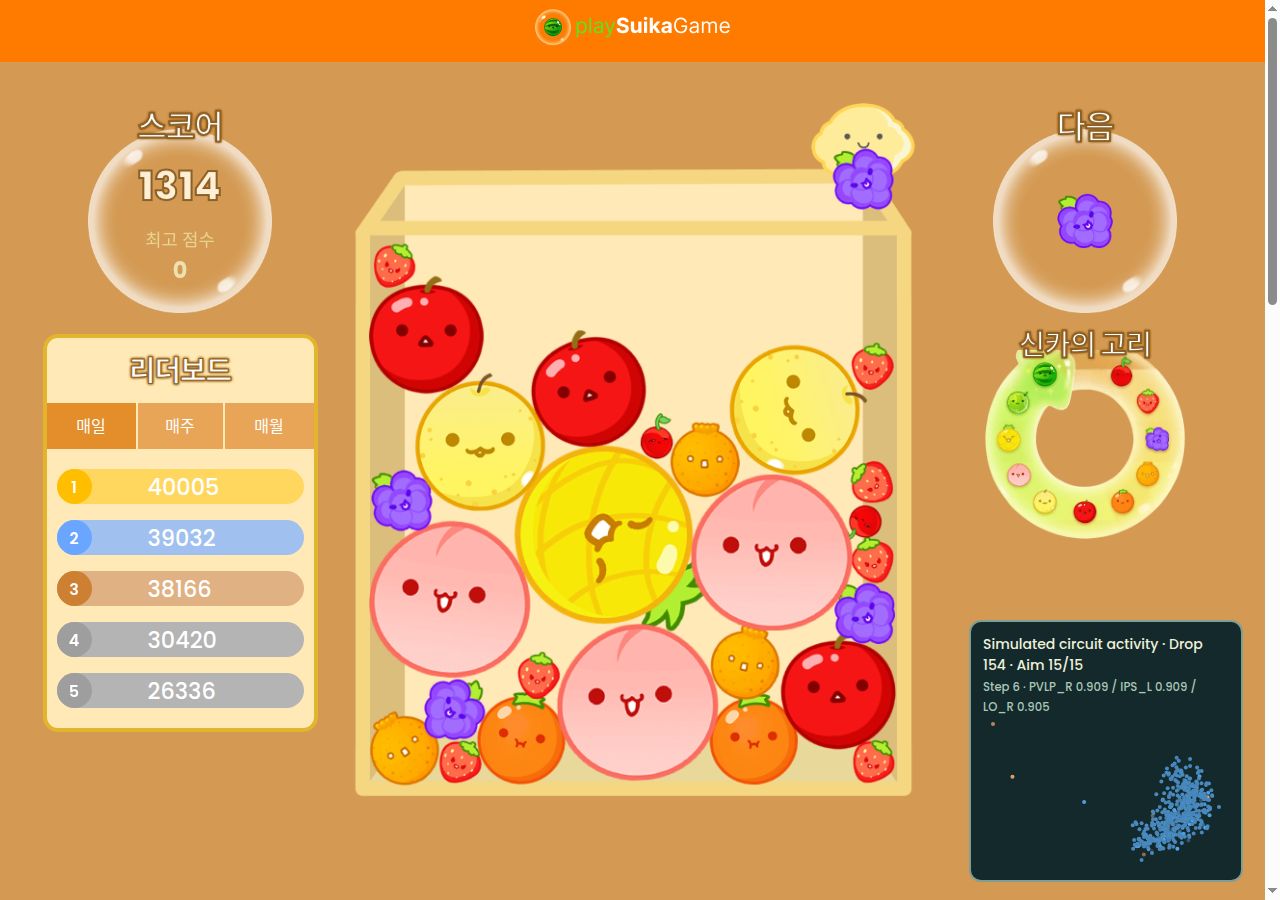 playSuikaGame
스코어
1314
최고 점수
0
리더보드
매일 매주 매월
1 40005
2 39032
3 38166
4 30420
5 26336
다음
신카의 고리
Simulated circuit activity · Drop
154 · Aim 15/15
Step 6 · PVLP_R 0.909 / IPS_L 0.909 /
LO_R 0.905